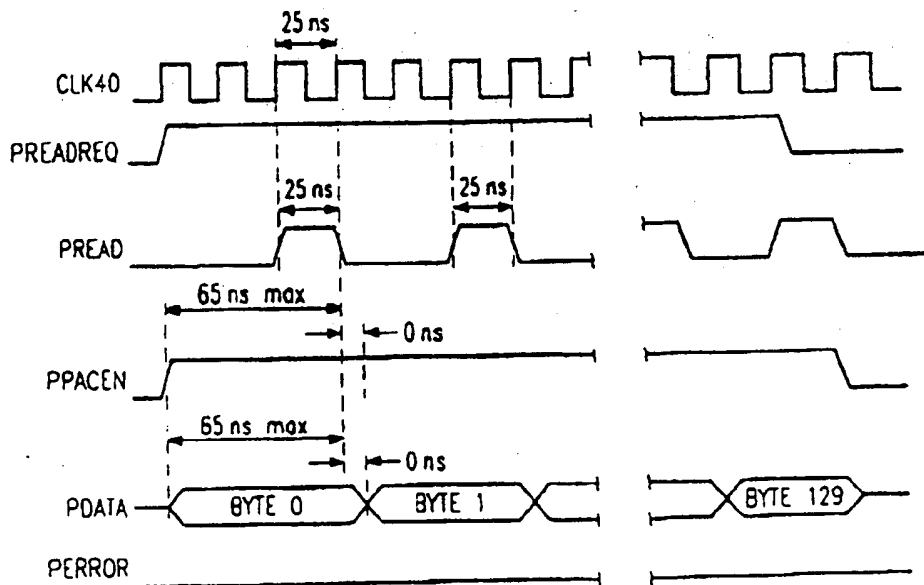 25 ns
CLK40
PREADREQ
25 ns
25 ns
PREAD
65 ns max
0 ns
PPACEN
65 ns max
0 ns
PDATA
BYTE 0
BYTE 1
BYTE 129
PERROR